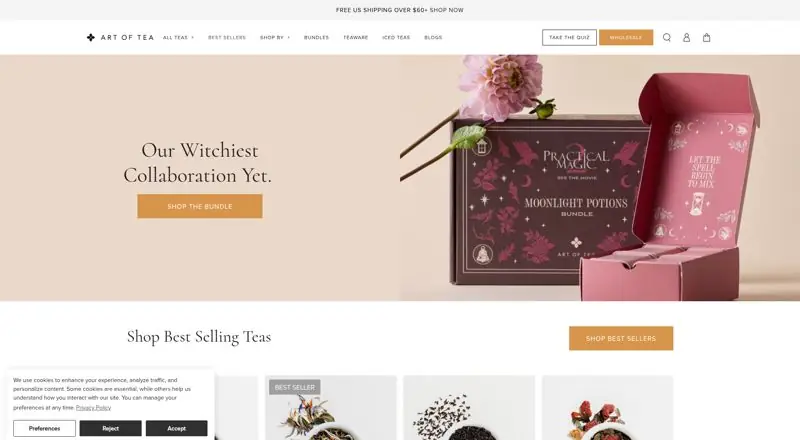 FREE US SHIPPING OVER $60+ SHOP NOW
ART OF TEA
ALL TEAS
BEST SELLERS
SHOP BY
BUNDLES
TEAWARE
ICED TEAS
BLOGS
TAKE THE QUIZ
WHOLESALE
Our Witchiest
Collaboration Yet.
SHOP THE BUNDLE
PRACTICAL
MAGIC 2
SEE THE MOVIE
MOONLIGHT POTIONS
BUNDLE
ART OF TEA
LET THE
SPELL
BEGIN
TO MIX
Shop Best Selling Teas
SHOP BEST SELLERS
BEST SELLER
We use cookies to enhance your experience, analyze traffic, and
personalize content. Some cookies are essential, while others help us
understand how you interact with our site. You can manage your
preferences at any time. Privacy Policy
Preferences
Reject
Accept